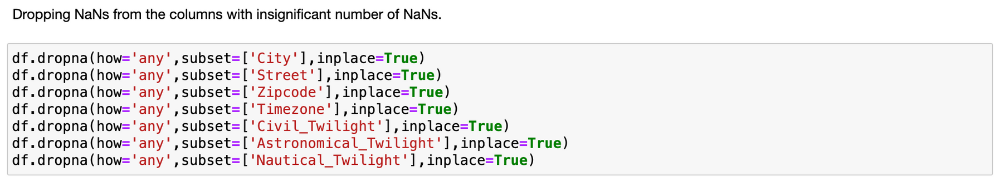 Dropping NaNs from the columns with insignificant number of NaNs.
df.dropna(how='any',subset=['City'],inplace=True)
df.dropna(how='any',subset=['Street'],inplace=True)
df.dropna(how='any',subset=['Zipcode'],inplace=True)
df.dropna(how='any',subset=['Timezone'],inplace=True)
df.dropna(how='any',subset=['Civil_Twilight'],inplace=True)
df.dropna(how='any',subset=['Astronomical_Twilight'],inplace=True)
df.dropna(how='any',subset=['Nautical_Twilight'],inplace=True)